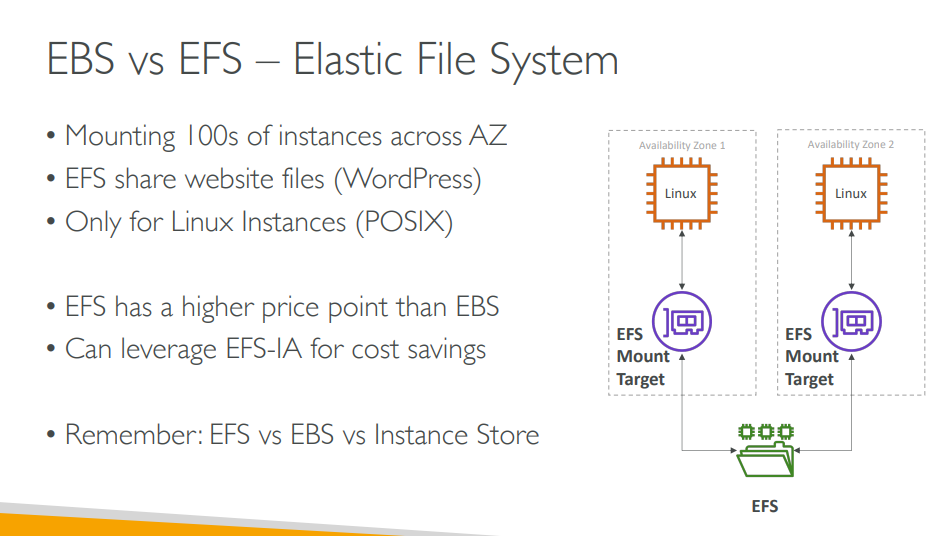 EBS vs EFS – Elastic File System
• Mounting 100s of instances across AZ
• EFS share website files (WordPress)
• Only for Linux Instances (POSIX)
• EFS has a higher price point than EBS
• Can leverage EFS-IA for cost savings
• Remember: EFS vs EBS vs Instance Store
Availability Zone 1
Linux
EFS
Mount
Target
Availability Zone 2
Linux
EFS
Mount
Target
EFS